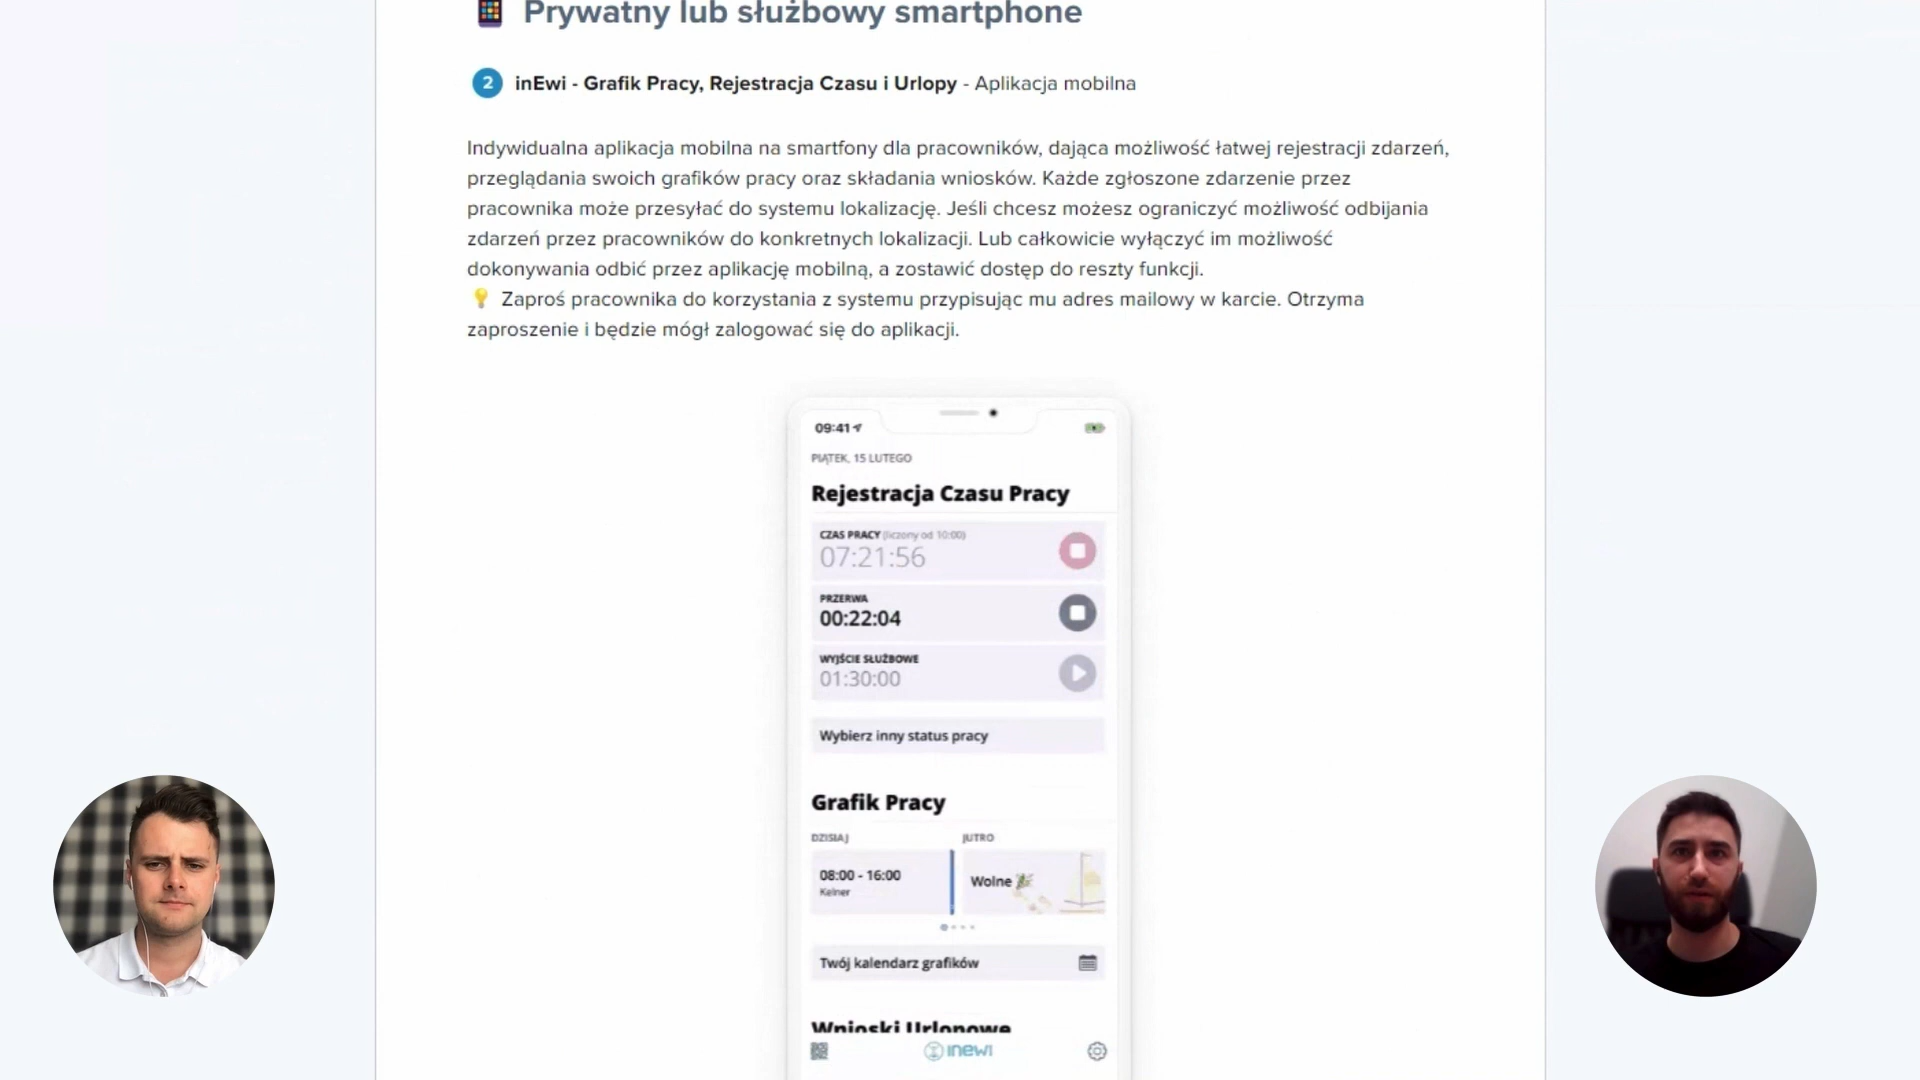 Prywatny lub służbowy smartphone
2 inEwi - Grafik Pracy, Rejestracja Czasu i Urlopy - Aplikacja mobilna
Indywidualna aplikacja mobilna na smartfony dla pracowników, dająca możliwość łatwej rejestracji zdarzeń,
przeglądania swoich grafików pracy oraz składania wniosków. Każde zgłoszone zdarzenie przez
pracownika może przesyłać do systemu lokalizację. Jeśli chcesz możesz ograniczyć możliwość odbijania
zdarzeń przez pracowników do konkretnych lokalizacji. Lub całkowicie wyłączyć im możliwość
dokonywania odbić przez aplikację mobilną, a zostawić dostęp do reszty funkcji.
💡 Zaproś pracownika do korzystania z systemu przypisując mu adres mailowy w karcie. Otrzyma
zaproszenie i będzie mógł zalogować się do aplikacji.
09:41
PIĄTEK, 15 LUTEGO
Rejestracja Czasu Pracy
CZAS PRACY (liczony od 10:00)
07:21:56
PRZERWA
00:22:04
WYJŚCIE SŁUŻBOWE
01:30:00
Wybierz inny status pracy
Grafik Pracy
DZISIAJ JUTRO
08:00 - 16:00
Kelner
Wolne
Twój kalendarz grafików
Wnioski Urlopowe
inewi